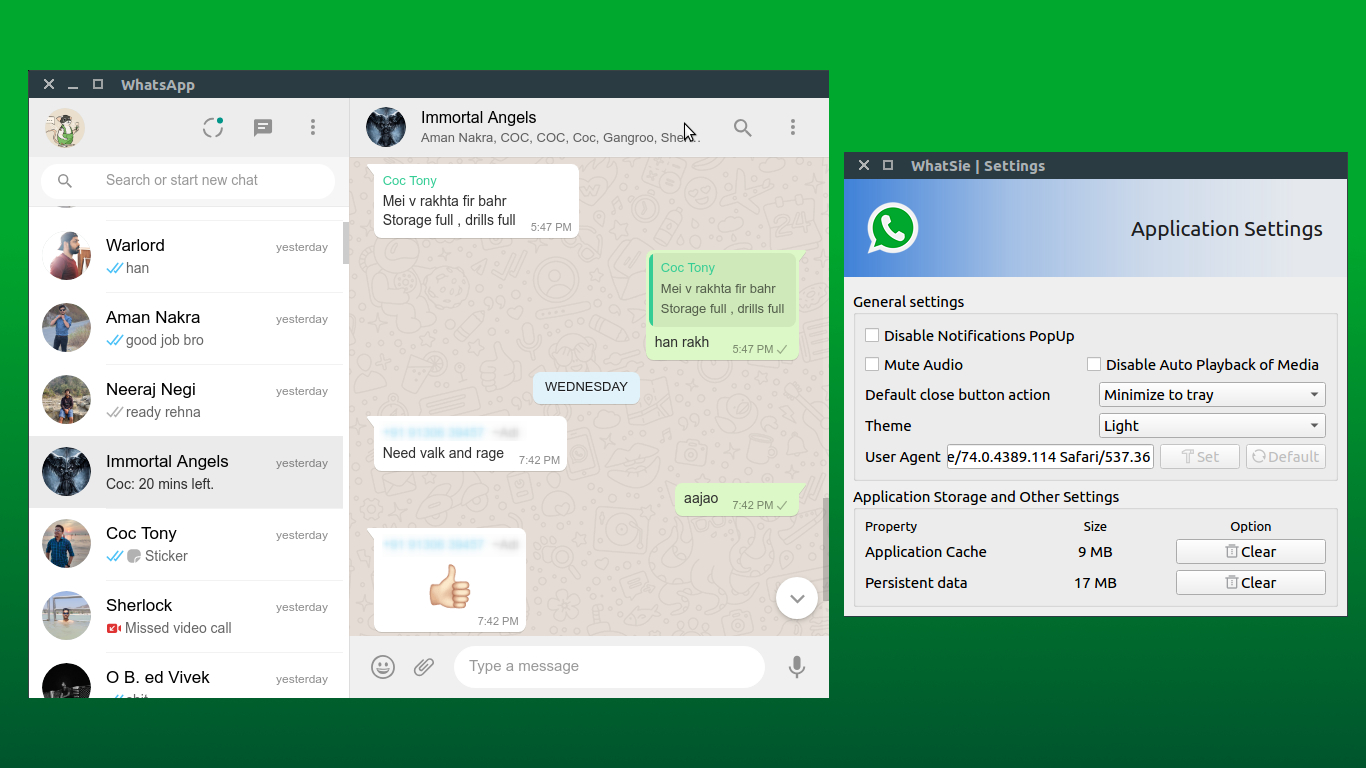 WhatsApp
Search or start new chat
Warlord
yesterday
han
Aman Nakra
yesterday
good job bro
Neeraj Negi
yesterday
ready rehna
Immortal Angels
yesterday
Coc: 20 mins left.
Coc Tony
yesterday
Sticker
Sherlock
yesterday
Missed video call
O B. ed Vivek
yesterday
Immortal Angels
Aman Nakra, COC, COC, Coc, Gangroo,
Coc Tony
Mei v rakhta fir bahr
Storage full , drills full
5:47 PM
Coc Tony
Mei v rakhta fir bahr
Storage full , drills full
han rakh
5:47 PM
WEDNESDAY
Need valk and rage
7:42 PM
aajao
7:42 PM
7:42 PM
Type a message
WhatSie | Settings
Application Settings
General settings
Disable Notifications PopUp
Mute Audio
Disable Auto Playback of Media
Default close button action
Minimize to tray
Theme
Light
User Agent
e/74.0.4389.114 Safari/537.36
Set
Default
Application Storage and Other Settings
Property Size Option
Application Cache 9 MB Clear
Persistent data 17 MB Clear